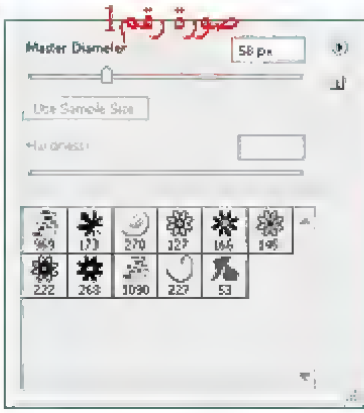 صورة رقم 1
Master Diameter 58 px
Use Sample Size
Hardness:
969 173 270 127 166 195
222 268 1090 227 53